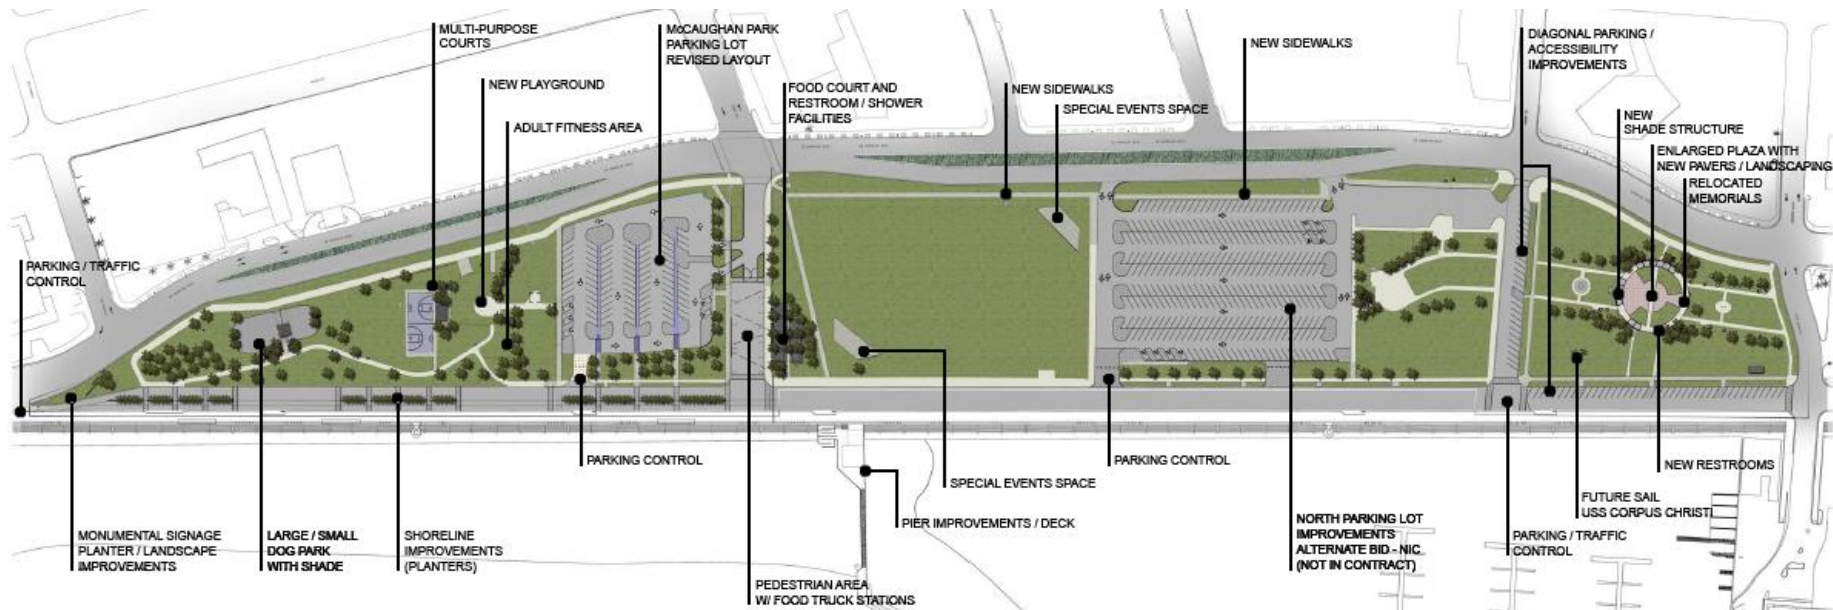 MULTI-PURPOSE
COURTS
McCAUGHAN PARK
PARKING LOT
REVISED LAYOUT
NEW SIDEWALKS
DIAGONAL PARKING /
ACCESSIBILITY
IMPROVEMENTS
NEW PLAYGROUND
FOOD COURT AND
RESTROOM / SHOWER
FACILITIES
NEW SIDEWALKS
SPECIAL EVENTS SPACE
ADULT FITNESS AREA
NEW
SHADE STRUCTURE
ENLARGED PLAZA WITH
NEW PAVERS / LANDSCAPING
RELOCATED
MEMORIALS
PARKING / TRAFFIC
CONTROL
PARKING CONTROL
SPECIAL EVENTS SPACE
PARKING CONTROL
NEW RESTROOMS
MONUMENTAL SIGNAGE
PLANTER / LANDSCAPE
IMPROVEMENTS
LARGE / SMALL
DOG PARK
WITH SHADE
SHORELINE
IMPROVEMENTS
(PLANTERS)
PEDESTRIAN AREA
W/ FOOD TRUCK STATIONS
PIER IMPROVEMENTS / DECK
NORTH PARKING LOT
IMPROVEMENTS
ALTERNATE BID - NIC
(NOT IN CONTRACT)
PARKING / TRAFFIC
CONTROL
FUTURE SAIL
USS CORPUS CHRISTI